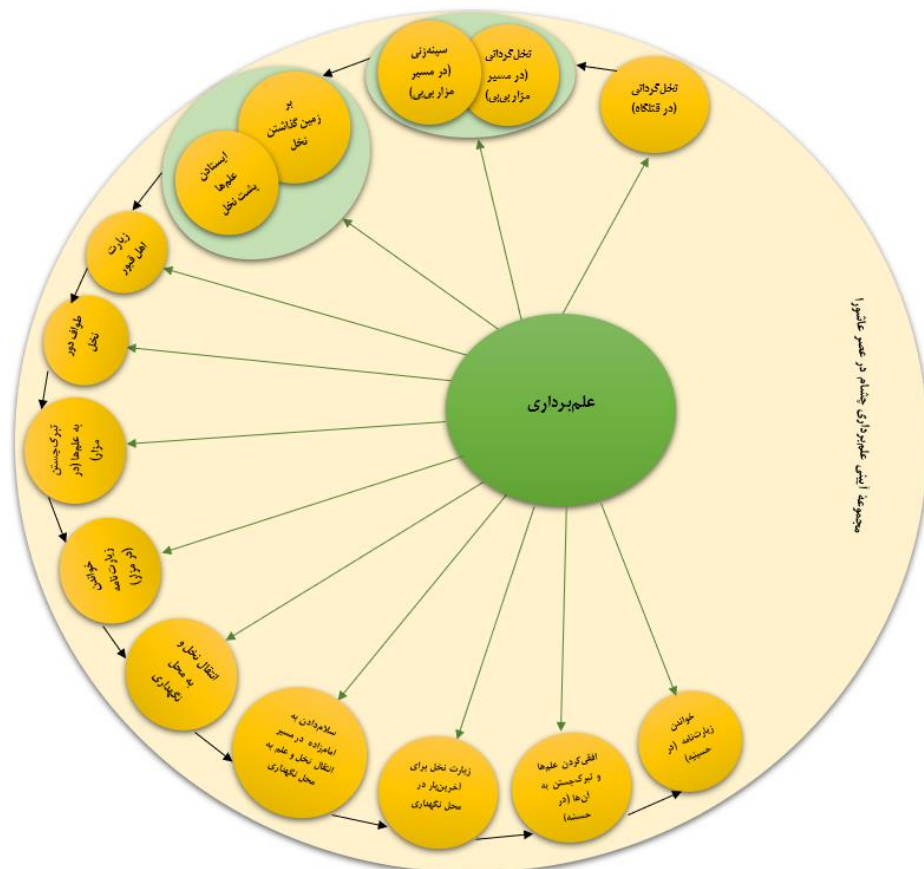 نخل‌گردانی
(در قتلگاه)
نخل‌گردانی
(در مسیر
مزار بی‌بی)
سینه‌زنی
(در مسیر
مزار بی‌بی)
بر
زمین گذاشتن
نخل
ایستادن
علم‌ها
پشت نخل
زیارت
اهل قبور
طواف دور
نخل
تبرک‌جستن
به علم‌ها (در
مزار)
خواندن
زیارت‌نامه
(در مزار)
انتقال نخل و
به محل
نگهداری
سلام‌دادن به
امام‌زاده در مسیر
انتقال نخل و علم به
محل نگهداری
زیارت نخل برای
آخرین‌بار در
محل نگهداری
افقی‌کردن علم‌ها
و تبرک‌جستن به
آن‌ها (در
حسینیه)
خواندن
زیارت‌نامه (در
حسینیه)
علم‌برداری
مجموعۀ آیینی علم‌برداری چشام در عصر عاشورا